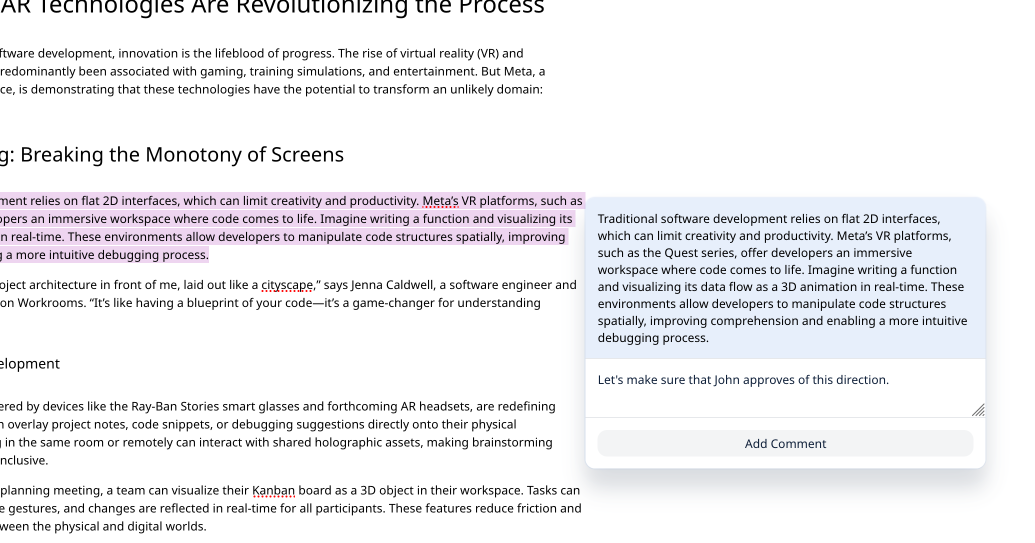 AR Technologies Are Revolutionizing the Process
ftware development, innovation is the lifeblood of progress. The rise of virtual reality (VR) and
redominantly been associated with gaming, training simulations, and entertainment. But Meta, a
ce, is demonstrating that these technologies have the potential to transform an unlikely domain:
g: Breaking the Monotony of Screens
ment relies on flat 2D interfaces, which can limit creativity and productivity. Meta’s VR platforms, such as
opers an immersive workspace where code comes to life. Imagine writing a function and visualizing its
n real-time. These environments allow developers to manipulate code structures spatially, improving
g a more intuitive debugging process.
oject architecture in front of me, laid out like a cityscape,” says Jenna Caldwell, a software engineer and
on Workrooms. “It’s like having a blueprint of your code—it’s a game-changer for understanding
elopment
ered by devices like the Ray-Ban Stories smart glasses and forthcoming AR headsets, are redefining
n overlay project notes, code snippets, or debugging suggestions directly onto their physical
g in the same room or remotely can interact with shared holographic assets, making brainstorming
nclusive.
planning meeting, a team can visualize their Kanban board as a 3D object in their workspace. Tasks can
e gestures, and changes are reflected in real-time for all participants. These features reduce friction and
ween the physical and digital worlds.
Traditional software development relies on flat 2D interfaces,
which can limit creativity and productivity. Meta’s VR platforms,
such as the Quest series, offer developers an immersive
workspace where code comes to life. Imagine writing a function
and visualizing its data flow as a 3D animation in real-time. These
environments allow developers to manipulate code structures
spatially, improving comprehension and enabling a more intuitive
debugging process.
Let's make sure that John approves of this direction.
Add Comment